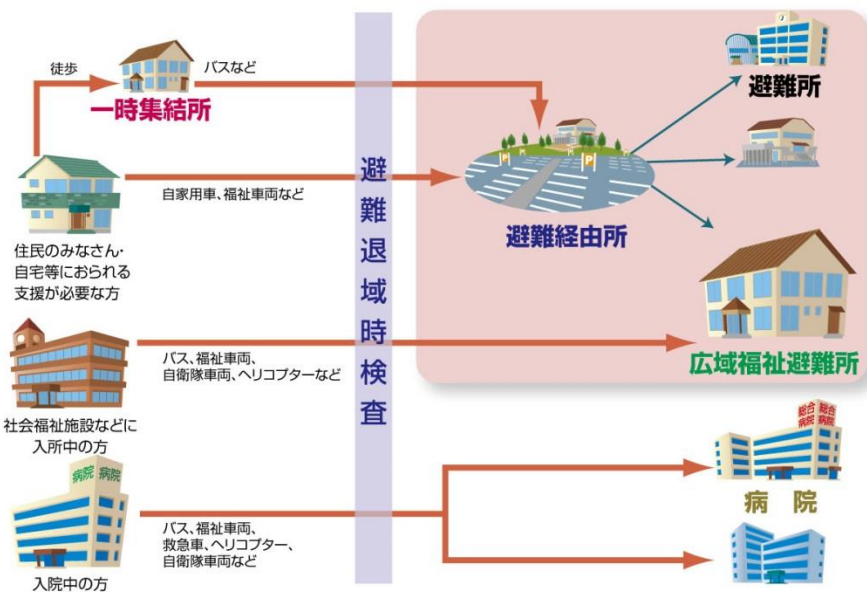 徒歩
一時集結所
バスなど
住民のみなさん・
自宅等におられる
支援が必要な方
自家用車、福祉車両など
避難退域時検査
P
P
避難経由所
避難所
社会福祉施設などに
入所中の方
バス、福祉車両、
自衛隊車両、ヘリコプターなど
広域福祉避難所
病院 病院
入院中の方
バス、福祉車両、
救急車、ヘリコプター、
自衛隊車両など
総合 総合
病院 病院
病院